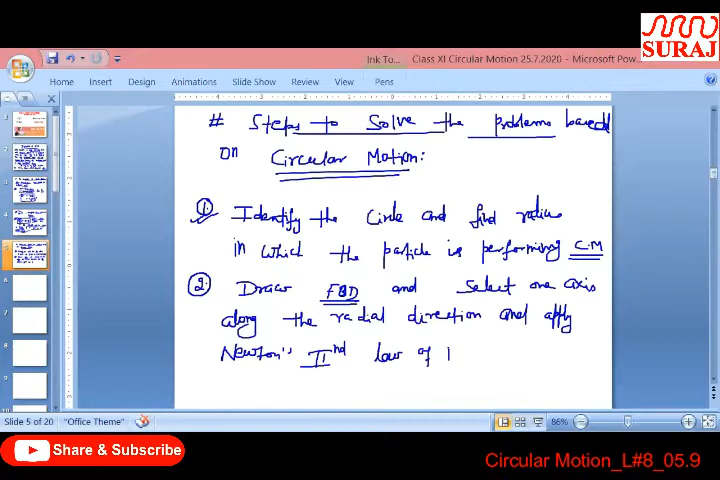 SURAJ
Ink To...
Class XI Circular Motion 25.7.2020 - Microsoft Pow...
Home Insert Design Animations Slide Show Ink Tools Pens
# Steps to Solve the problems based
on Circular Motion:
1. Identify the Circle and find radius
in which the particle is performing C.M
2. Draw FBD and select one axis
along the radial direction and apply
Newton's IInd law of
Slide 5 of 20 "Office Theme" 86%
Share & Subscribe
Circular Motion_L#8_05.9